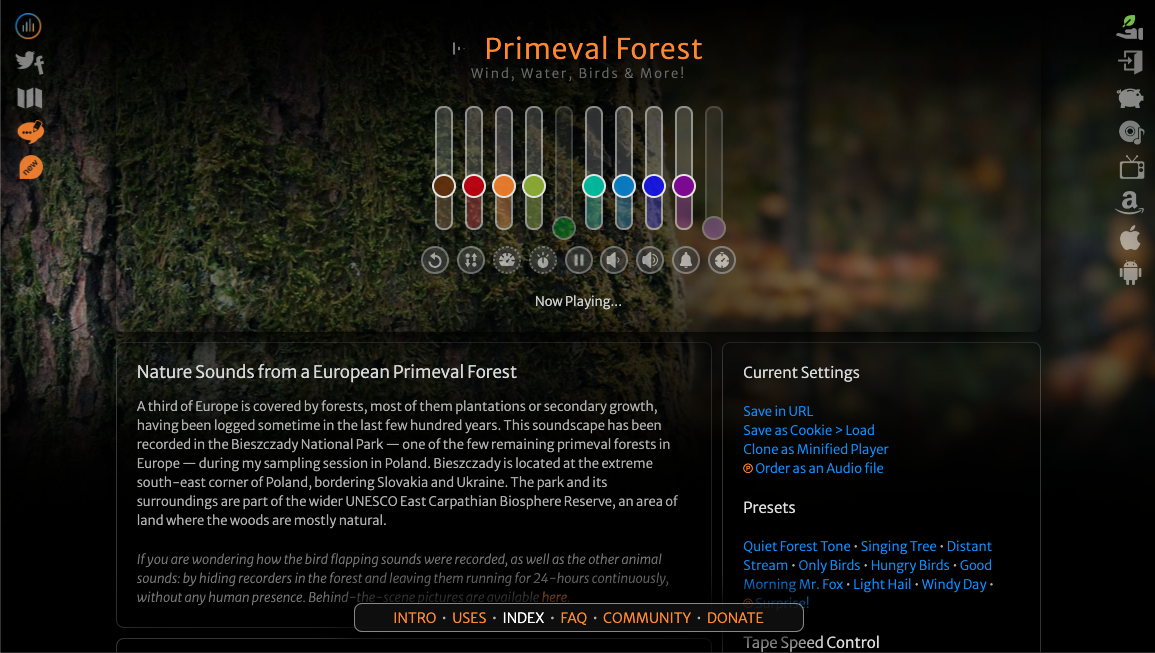 Primeval Forest
Wind, Water, Birds & More!
Now Playing...
new
Nature Sounds from a European Primeval Forest
A third of Europe is covered by forests, most of them plantations or secondary growth,
having been logged sometime in the last few hundred years. This soundscape has been
recorded in the Bieszczady National Park — one of the few remaining primeval forests in
Europe — during my sampling session in Poland. Bieszczady is located at the extreme
south-east corner of Poland, bordering Slovakia and Ukraine. The park and its
surroundings are part of the wider UNESCO East Carpathian Biosphere Reserve, an area of
land where the woods are mostly natural.
If you are wondering how the bird flapping sounds were recorded, as well as the other animal
sounds: by hiding recorders in the forest and leaving them running for 24-hours continuously,
without any human presence. Behind-the-scene pictures are available here.
Current Settings
Save in URL
Save as Cookie > Load
Clone as Minified Player
Order as an Audio file
Presets
Quiet Forest Tone • Singing Tree • Distant
Stream • Only Birds • Hungry Birds • Good
Morning Mr. Fox • Light Hail • Windy Day •
Surprise!
Tape Speed Control
INTRO • USES • INDEX • FAQ • COMMUNITY • DONATE